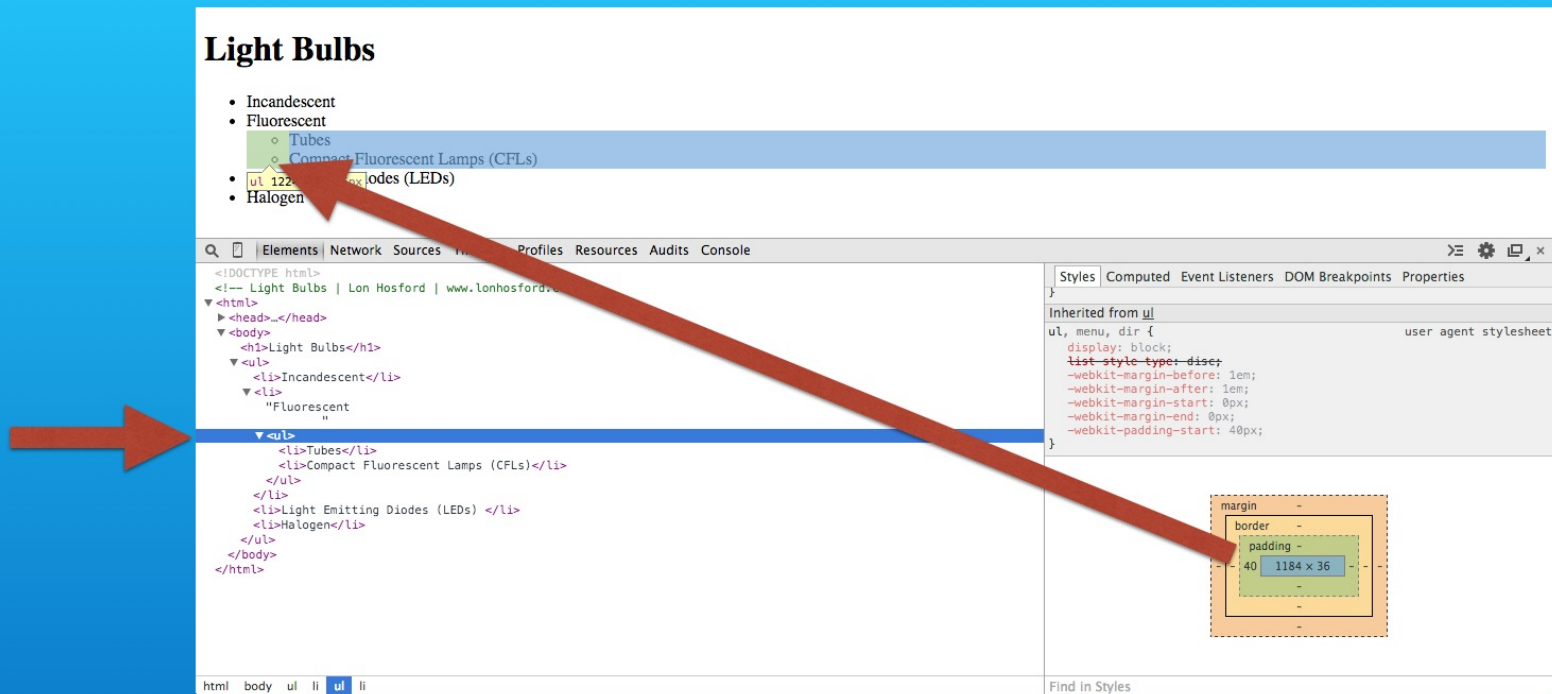 Light Bulbs
• Incandescent
• Fluorescent
◦ Tubes
◦ Compact Fluorescent Lamps (CFLs)
• odes (LEDs)
ul 122 px
• Halogen
Elements Network Sources Profiles Resources Audits Console
<!DOCTYPE html>
<!-- Light Bulbs | Lon Hosford | www.lonhosford.
▼<html>
▶<head>…</head>
▼<body>
<h1>Light Bulbs</h1>
▼<ul>
<li>Incandescent</li>
▼<li>
"Fluorescent
"
▼<ul>
<li>Tubes</li>
<li>Compact Fluorescent Lamps (CFLs)</li>
</ul>
</li>
<li>Light Emitting Diodes (LEDs) </li>
<li>Halogen</li>
</ul>
</body>
</html>
html body ul li ul li
Styles Computed Event Listeners DOM Breakpoints Properties
}
Inherited from ul
ul, menu, dir { user agent stylesheet
display: block;
list-style-type: disc;
-webkit-margin-before: 1em;
-webkit-margin-after: 1em;
-webkit-margin-start: 0px;
-webkit-margin-end: 0px;
-webkit-padding-start: 40px;
}
margin -
border -
padding -
- - 40 1184 × 36 - - -
-
-
-
Find in Styles